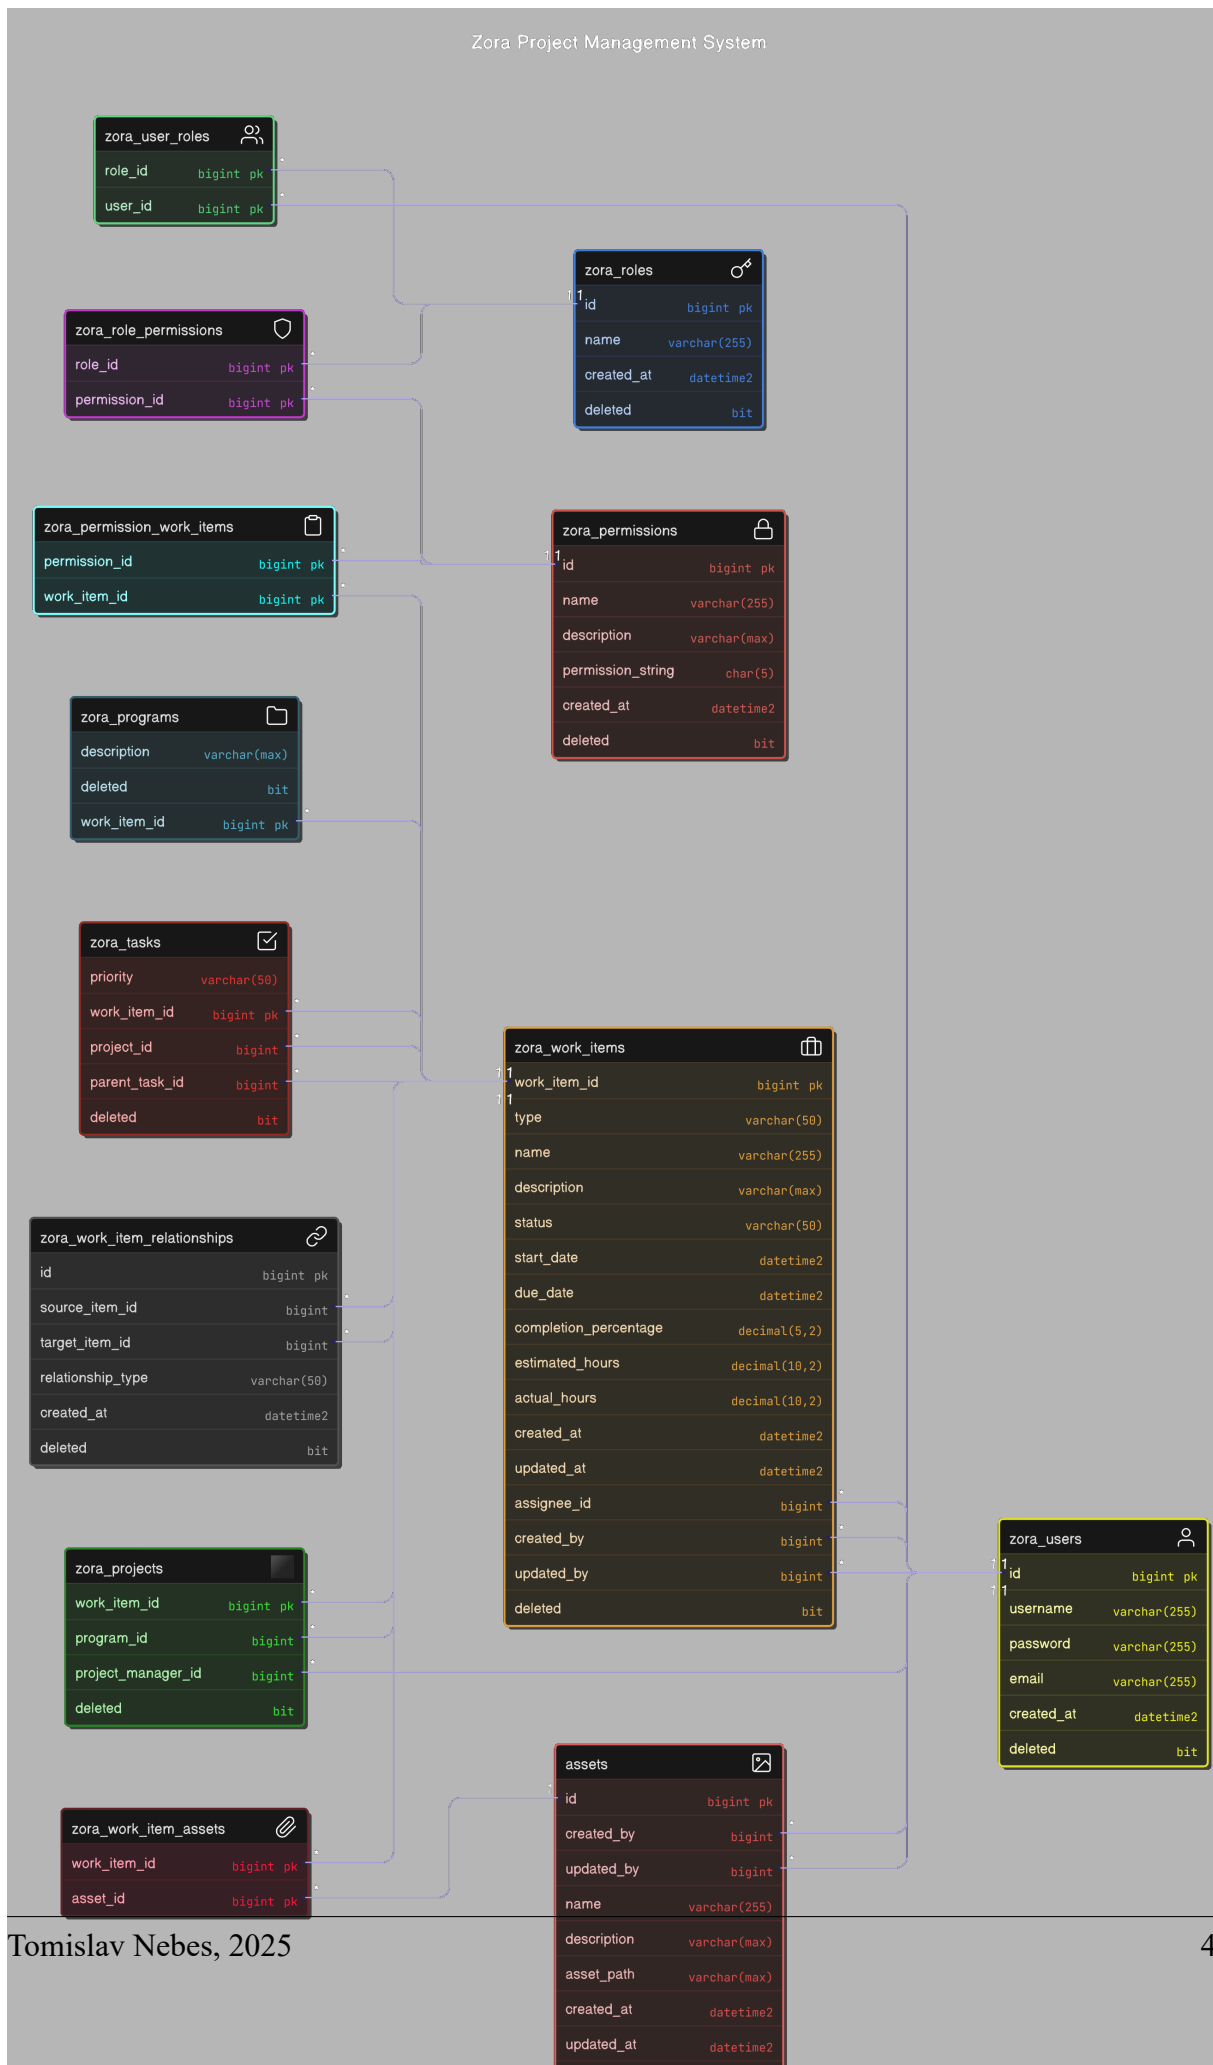 Zora Project Management System
zora_user_roles
role_id bigint pk
user_id bigint pk
zora_roles
id bigint pk
name varchar(255)
created_at datetime2
deleted bit
zora_role_permissions
role_id bigint pk
permission_id bigint pk
zora_permission_work_items
permission_id bigint pk
work_item_id bigint pk
zora_permissions
id bigint pk
name varchar(255)
description varchar(max)
permission_string char(5)
created_at datetime2
deleted bit
zora_programs
description varchar(max)
deleted bit
work_item_id bigint pk
zora_tasks
priority varchar(50)
work_item_id bigint pk
project_id bigint
parent_task_id bigint
deleted bit
zora_work_items
work_item_id bigint pk
type varchar(50)
name varchar(255)
description varchar(max)
status varchar(50)
start_date datetime2
due_date datetime2
completion_percentage decimal(5,2)
estimated_hours decimal(10,2)
actual_hours decimal(10,2)
created_at datetime2
updated_at datetime2
assignee_id bigint
created_by bigint
updated_by bigint
deleted bit
zora_work_item_relationships
id bigint pk
source_item_id bigint
target_item_id bigint
relationship_type varchar(50)
created_at datetime2
deleted bit
zora_projects
work_item_id bigint pk
program_id bigint
project_manager_id bigint
deleted bit
zora_users
id bigint pk
username varchar(255)
password varchar(255)
email varchar(255)
created_at datetime2
deleted bit
zora_work_item_assets
work_item_id bigint pk
asset_id bigint pk
assets
id bigint pk
created_by bigint
updated_by bigint
name varchar(255)
description varchar(max)
asset_path varchar(max)
created_at datetime2
updated_at datetime2
Tomislav Nebes, 2025 4